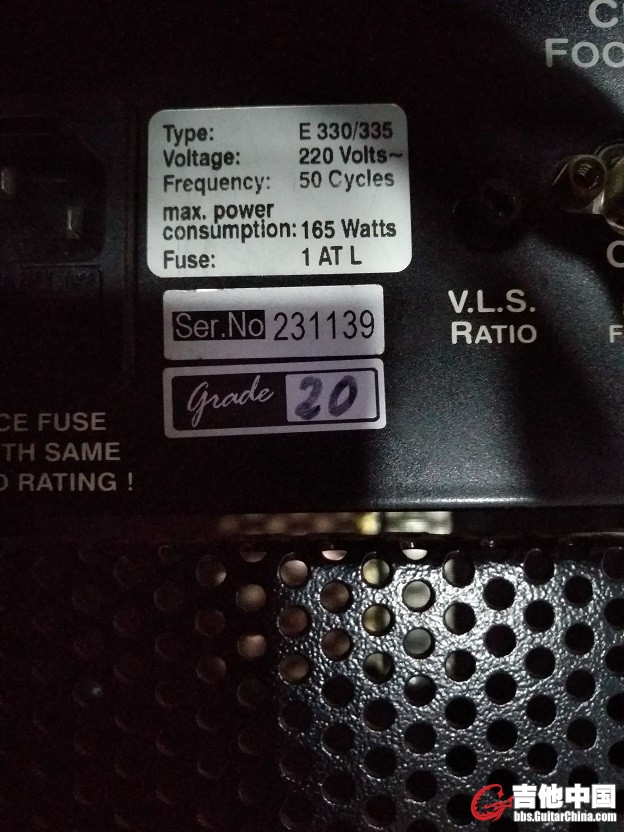 FOO
Type: E 330/335
Voltage: 220 Volts~
Frequency: 50 Cycles
max. power
consumption: 165 Watts
Fuse: 1 AT L
V.L.S.
RATIO
Ser.No 231139
Grade 20
CE FUSE
TH SAME
RATING !
吉他中国
bbs.GuitarChina.com